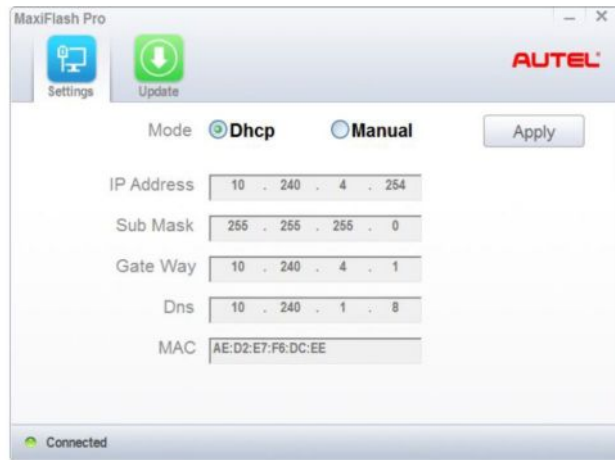 MaxiFlash Pro
AUTEL
Settings
Update
Mode Dhcp Manual Apply
IP Address 10 . 240 . 4 . 254
Sub Mask 255 . 255 . 255 . 0
Gate Way 10 . 240 . 4 . 1
Dns 10 . 240 . 1 . 8
MAC AE:D2:E7:F6:DC:EE
Connected